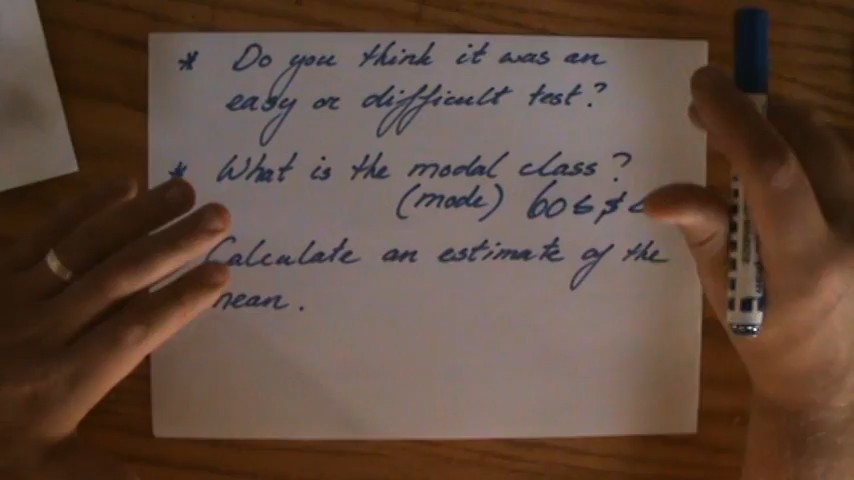 * Do you think it was an
easy or difficult test?
* What is the modal class?
(mode) 60 ≤ <
Calculate an estimate of the
mean.